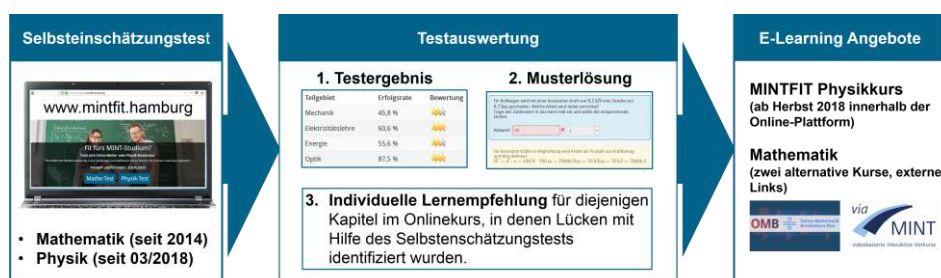 Selbsteinschätzungstest
www.mintfit.hamburg
Fit fürs MINT-Studium?
Mathe-Test
Physik-Test
• Mathematik (seit 2014)
• Physik (seit 03/2018)
Testauswertung
1. Testergebnis
Teilgebiet Erfolgsrate Bewertung
Mechanik 45,8 %
Elektrizitätslehre 60,6 %
Energie 55,6 %
Optik 87,5 %
2. Musterlösung
Antwort
3. Individuelle Lernempfehlung für diejenigen
Kapitel im Onlinekurs, in denen Lücken mit
Hilfe des Selbstenschätzungstests
identifiziert wurden.
E-Learning Angebote
MINTFIT Physikkurs
(ab Herbst 2018 innerhalb der
Online-Plattform)
Mathematik
(zwei alternative Kurse, externe
Links)
OMB
via
MINT
videobasierte interaktive Vorkurse